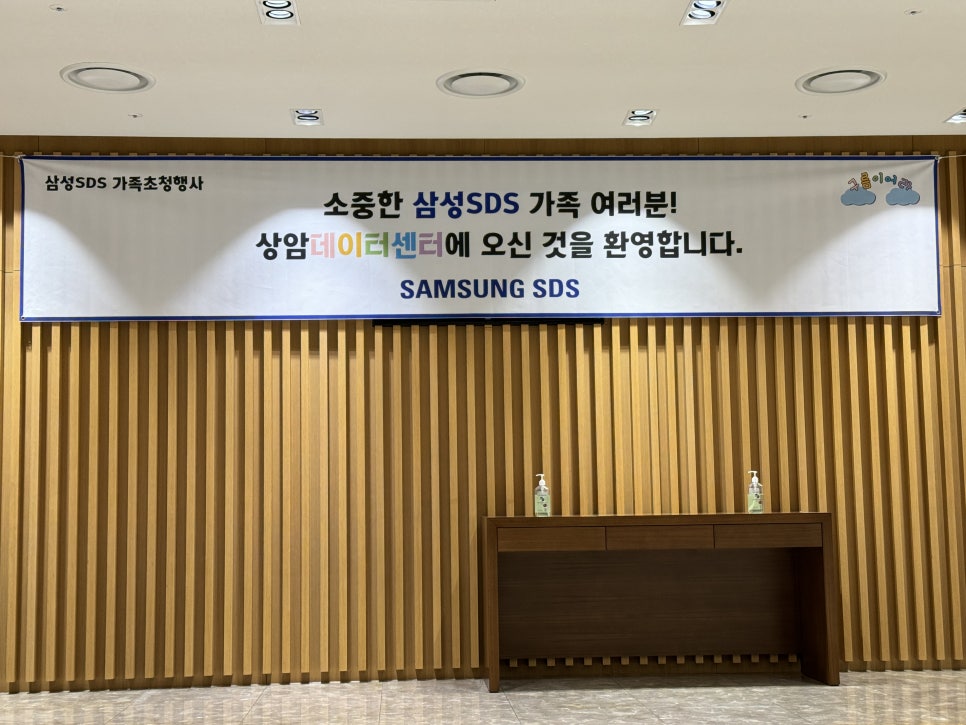 삼성SDS 가족초청행사
소중한 삼성SDS 가족 여러분!
상암데이터센터에 오신 것을 환영합니다.
SAMSUNG SDS